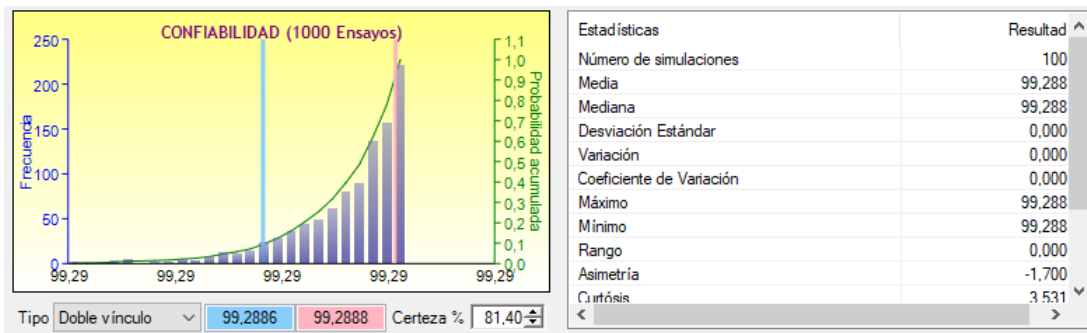 CONFIABILIDAD (1000 Ensayos)
Frecuencia
250
200
150
100
50
0
1,1
1,0
0,9
0,8
0,7
0,6
0,5
0,4
0,3
0,2
0,1
0,0
Probabilidad acumulada
99,29 99,29 99,29 99,29 99,29
Tipo Doble vínculo 99,2886 99,2888 Certeza % 81,40
Estadísticas Resultad
Número de simulaciones 100
Media 99,288
Mediana 99,288
Desviación Estándar 0,000
Variación 0,000
Coeficiente de Variación 0,000
Máximo 99,288
Mínimo 99,288
Rango 0,000
Asimetría -1,700
Curtósis 3,531